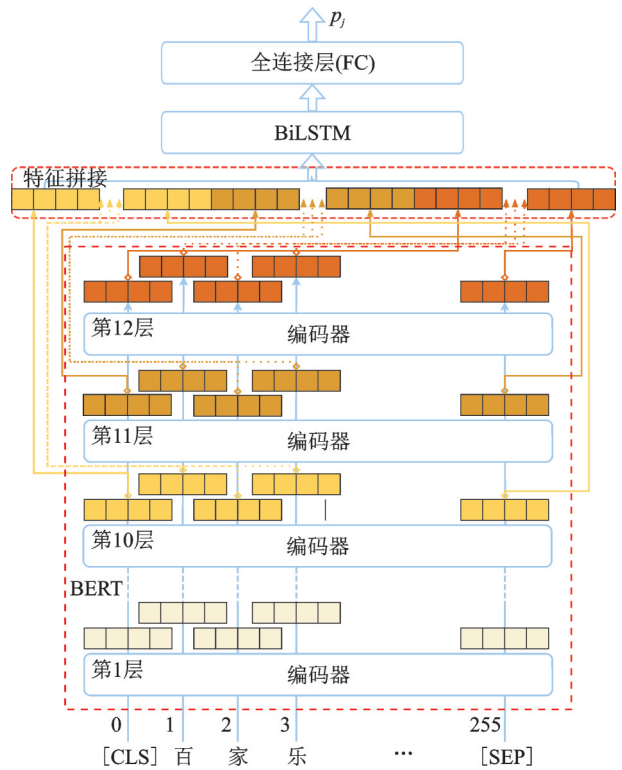 p_j
全连接层(FC)
BiLSTM
特征拼接
第12层 编码器
第11层 编码器
第10层 编码器
BERT
第1层 编码器
0 1 2 3 255
[CLS] 百 家 乐 … [SEP]